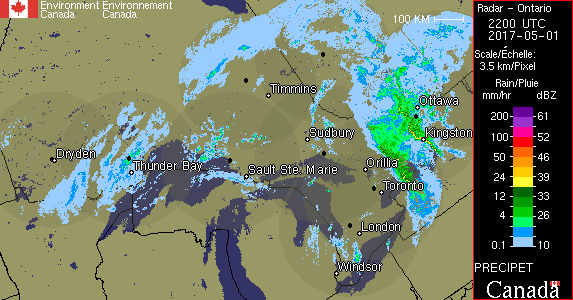 Environment Environnement
Canada Canada
100 KM
Timmins
Ottawa
Sudbury
Kingston
Dryden
Thunder Bay
Sault Ste. Marie
Orillia
Toronto
London
Windsor
Radar - Ontario
2200 UTC
2017-05-01
Scale/Échelle:
3.5 km/Pixel
Rain/Pluie
mm/hr dBZ
200 61
100 52
50 46
24 39
12 33
4 26
0.1 10
PRECIPET
Canada